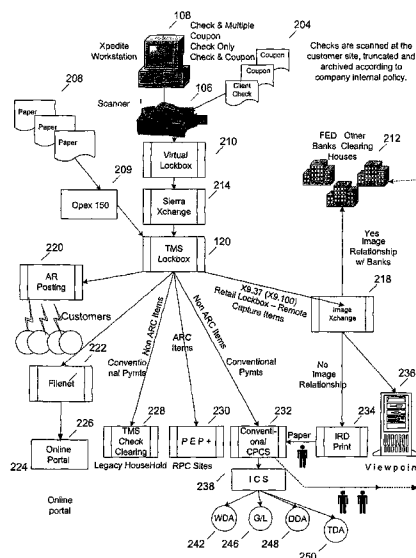 108
204
Check & Multiple
Coupon
Check Only
Check & Coupon
Xpedite
Workstation
Coupon
Coupon
Client
Check
Checks are scanned at the
customer site, truncated and
archived according to
company internal policy.
208
106
Scanner
Paper
Paper
Paper
210
Virtual
Lockbox
FED Other
Banks Clearing
Houses
212
209
214
Opex 150
Sierra
Xchange
220
120
TMS
Lockbox
Yes
Image
Relationship
w/ Banks
218
AR
Posting
X9.37 (X9.100)
Retail Lockbox – Remote
Capture Items
Image
Xchange
Customers
222
Non ARC Items
ARC
Items
Non ARC Items
Filenet
Convention-
al Pymts
Conventional
Pymts
No
Image
Relationship
236
226
228
230
232
234
224
Online
Portal
TMS
Check
Clearing
PEP+
Conventi-
onal
CPCS
Paper
IRD
Print
Viewpoint
Legacy Household
RPC Sites
238
ICS
Online
portal
WDA
G/L
DDA
TDA
242
246
248
250